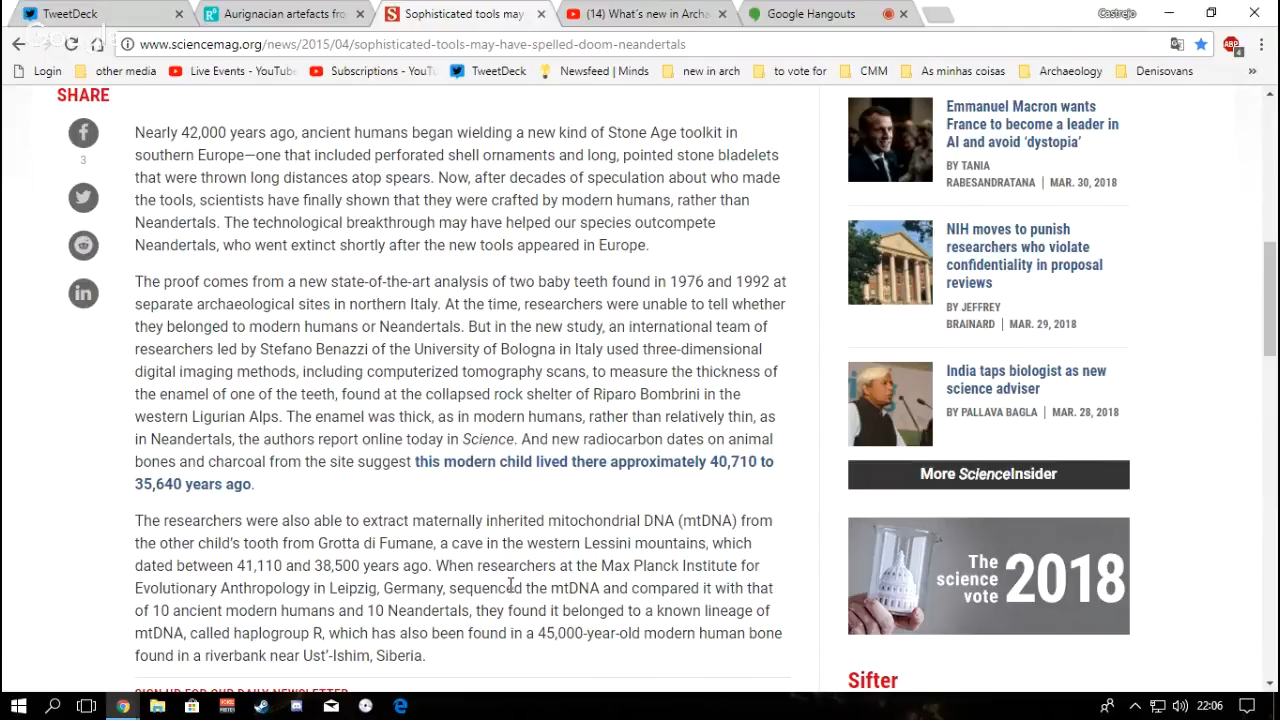 TweetDeck
Aurignacian artefacts from
Sophisticated tools may
(14) What's new in Archa
Google Hangouts
Castrejo
www.sciencemag.org/news/2015/04/sophisticated-tools-may-have-spelled-doom-neandertals
ABP
4
Login
other media
Live Events - YouTube
Subscriptions - YouTu
TweetDeck
Newsfeed | Minds
new in arch
to vote for
CMM
As minhas coisas
Archaeology
Denisovans
»
SHARE
3
Nearly 42,000 years ago, ancient humans began wielding a new kind of Stone Age toolkit in
southern Europe—one that included perforated shell ornaments and long, pointed stone bladelets
that were thrown long distances atop spears. Now, after decades of speculation about who made
the tools, scientists have finally shown that they were crafted by modern humans, rather than
Neandertals. The technological breakthrough may have helped our species outcompete
Neandertals, who went extinct shortly after the new tools appeared in Europe.
The proof comes from a new state-of-the-art analysis of two baby teeth found in 1976 and 1992 at
separate archaeological sites in northern Italy. At the time, researchers were unable to tell whether
they belonged to modern humans or Neandertals. But in the new study, an international team of
researchers led by Stefano Benazzi of the University of Bologna in Italy used three-dimensional
digital imaging methods, including computerized tomography scans, to measure the thickness of
the enamel of one of the teeth, found at the collapsed rock shelter of Riparo Bombrini in the
western Ligurian Alps. The enamel was thick, as in modern humans, rather than relatively thin, as
in Neandertals, the authors report online today in Science. And new radiocarbon dates on animal
bones and charcoal from the site suggest this modern child lived there approximately 40,710 to
35,640 years ago.
The researchers were also able to extract maternally inherited mitochondrial DNA (mtDNA) from
the other child's tooth from Grotta di Fumane, a cave in the western Lessini mountains, which
dated between 41,110 and 38,500 years ago. When researchers at the Max Planck Institute for
Evolutionary Anthropology in Leipzig, Germany, sequenced the mtDNA and compared it with that
of 10 ancient modern humans and 10 Neandertals, they found it belonged to a known lineage of
mtDNA, called haplogroup R, which has also been found in a 45,000-year-old modern human bone
found in a riverbank near Ust'-Ishim, Siberia.
SIGN UP FOR OUR DAILY NEWSLETTER
Emmanuel Macron wants
France to become a leader in
AI and avoid 'dystopia'
BY TANIA
RABESANDRATANA | MAR. 30, 2018
NIH moves to punish
researchers who violate
confidentiality in proposal
reviews
BY JEFFREY
BRAINARD | MAR. 29, 2018
India taps biologist as new
science adviser
BY PALLAVA BAGLA | MAR. 28, 2018
More ScienceInsider
The
science
vote
2018
Sifter
22:06